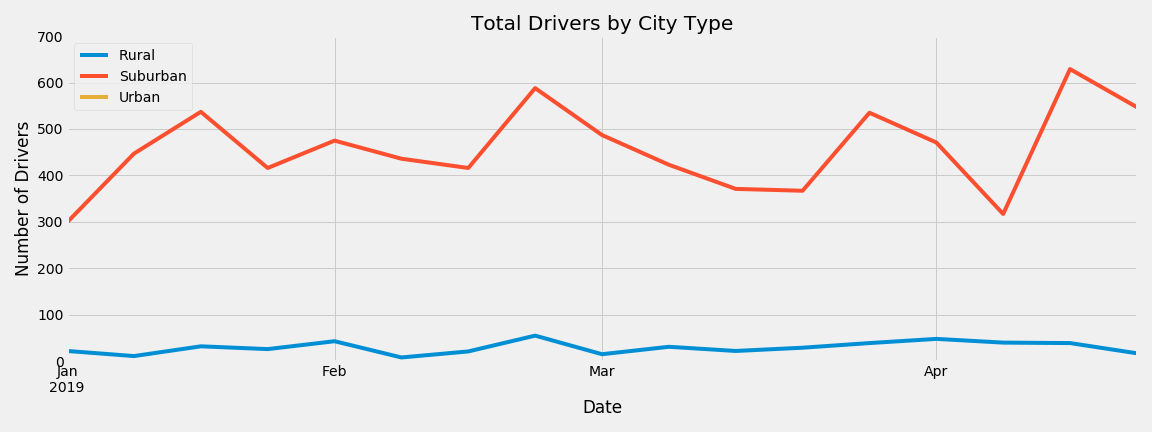 Total Drivers by City Type
700
600
500
400
300
200
100
0
Number of Drivers
Rural
Suburban
Urban
Jan
2019
Feb
Mar
Apr
Date